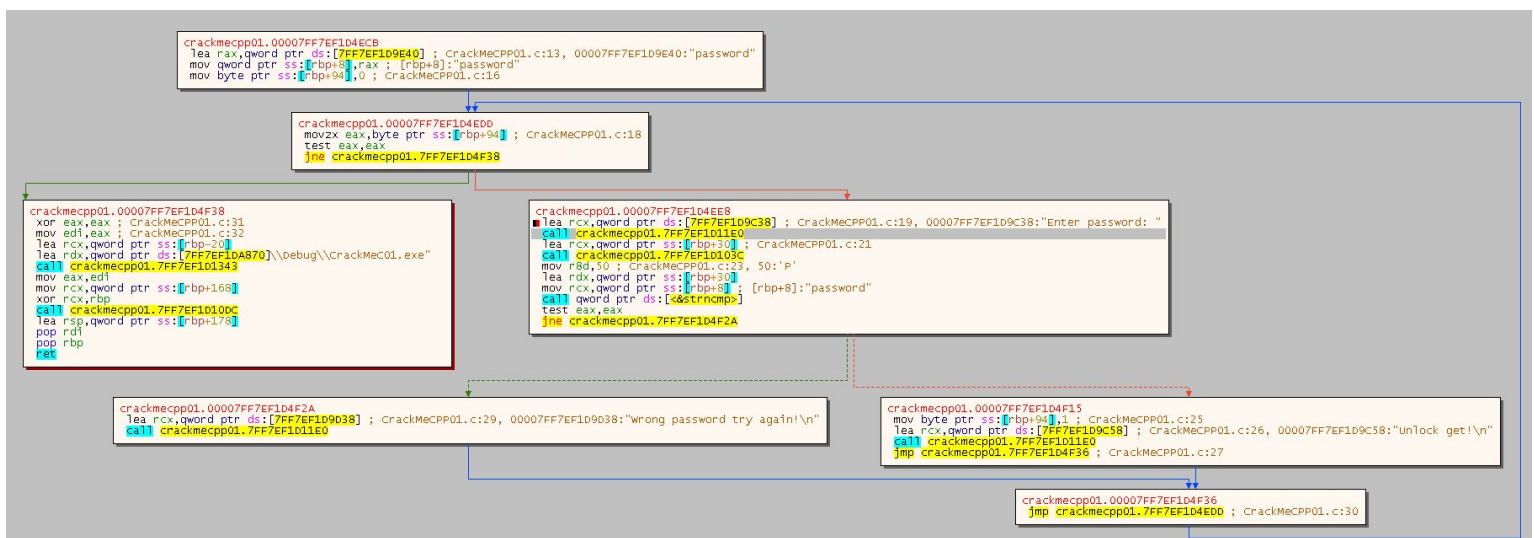 crackmecpp01.00007FF7EF1D4ECB
lea rax,qword ptr ds:[7FF7EF1D9E40] ; CrackMeCPP01.c:13, 00007FF7EF1D9E40:"password"
mov qword ptr ss:[rbp+8],rax ; [rbp+8]:"password"
mov byte ptr ss:[rbp+94],0 ; CrackMeCPP01.c:16
crackmecpp01.00007FF7EF1D4EDD
movzx eax,byte ptr ss:[rbp+94] ; CrackMeCPP01.c:18
test eax,eax
jne crackmecpp01.7FF7EF1D4F38
crackmecpp01.00007FF7EF1D4F38
xor eax,eax ; CrackMeCPP01.c:31
mov edi,eax ; CrackMeCPP01.c:32
lea rcx,qword ptr ss:[rbp-20]
lea rdx,qword ptr ds:[7FF7EF1DA870]\\Debug\\CrackMeC01.exe"
call crackmecpp01.7FF7EF1D1343
mov eax,edi
mov rcx,qword ptr ss:[rbp+168]
xor rcx,rbp
call crackmecpp01.7FF7EF1D10DC
lea rsp,qword ptr ss:[rbp+178]
pop rdi
pop rbp
ret
crackmecpp01.00007FF7EF1D4EE8
lea rcx,qword ptr ds:[7FF7EF1D9C38] ; CrackMeCPP01.c:19, 00007FF7EF1D9C38:"Enter password: "
call crackmecpp01.7FF7EF1D11E0
lea rcx,qword ptr ss:[rbp+30] ; CrackMeCPP01.c:21
call crackmecpp01.7FF7EF1D103C
mov r8d,50 ; CrackMeCPP01.c:23, 50:'P'
lea rdx,qword ptr ss:[rbp+30]
mov rcx,qword ptr ss:[rbp+8] ; [rbp+8]:"password"
call qword ptr ds:[<&strncmp>]
test eax,eax
jne crackmecpp01.7FF7EF1D4F2A
crackmecpp01.00007FF7EF1D4F2A
lea rcx,qword ptr ds:[7FF7EF1D9D38] ; CrackMeCPP01.c:29, 00007FF7EF1D9D38:"Wrong password try again!\n"
call crackmecpp01.7FF7EF1D11E0
crackmecpp01.00007FF7EF1D4F15
mov byte ptr ss:[rbp+94],1 ; CrackMeCPP01.c:25
lea rcx,qword ptr ds:[7FF7EF1D9C58] ; CrackMeCPP01.c:26, 00007FF7EF1D9C58:"Unlock get!\n"
call crackmecpp01.7FF7EF1D11E0
jmp crackmecpp01.7FF7EF1D4F36 ; CrackMeCPP01.c:27
crackmecpp01.00007FF7EF1D4F36
jmp crackmecpp01.7FF7EF1D4EDD ; CrackMeCPP01.c:30